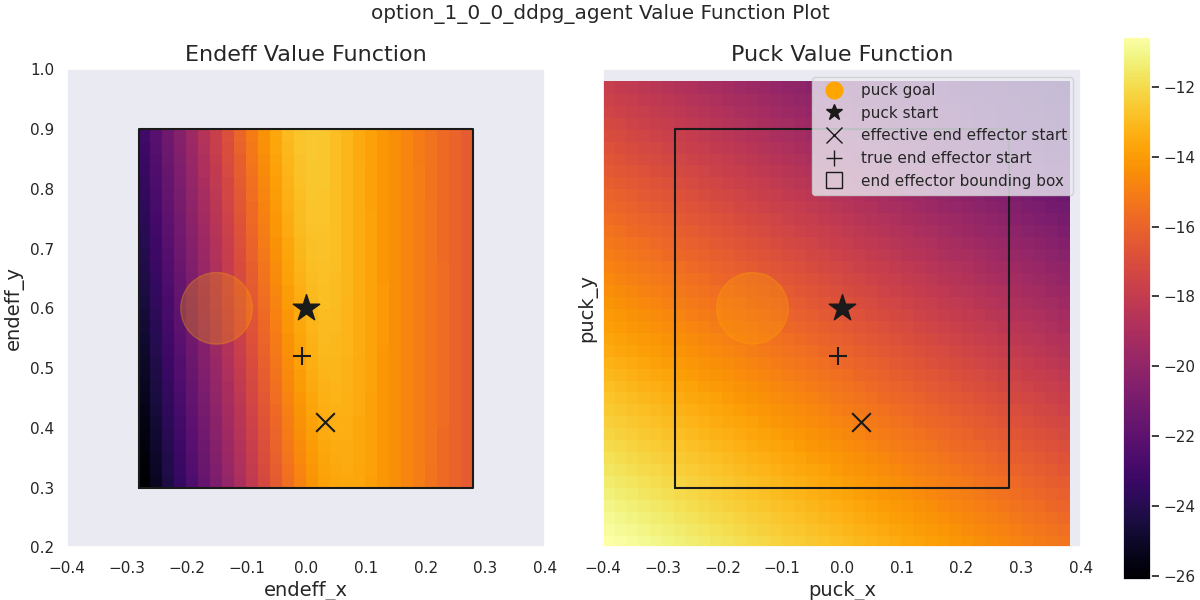 option_1_0_0_ddpg_agent Value Function Plot
Endeff Value Function
1.0
0.9
0.8
0.7
0.6
0.5
0.4
0.3
0.2
endeff_y
−0.4 −0.3 −0.2 −0.1 0.0 0.1 0.2 0.3 0.4
endeff_x
Puck Value Function
puck goal
puck start
effective end effector start
true end effector start
end effector bounding box
puck_y
−0.4 −0.3 −0.2 −0.1 0.0 0.1 0.2 0.3 0.4
puck_x
−12
−14
−16
−18
−20
−22
−24
−26